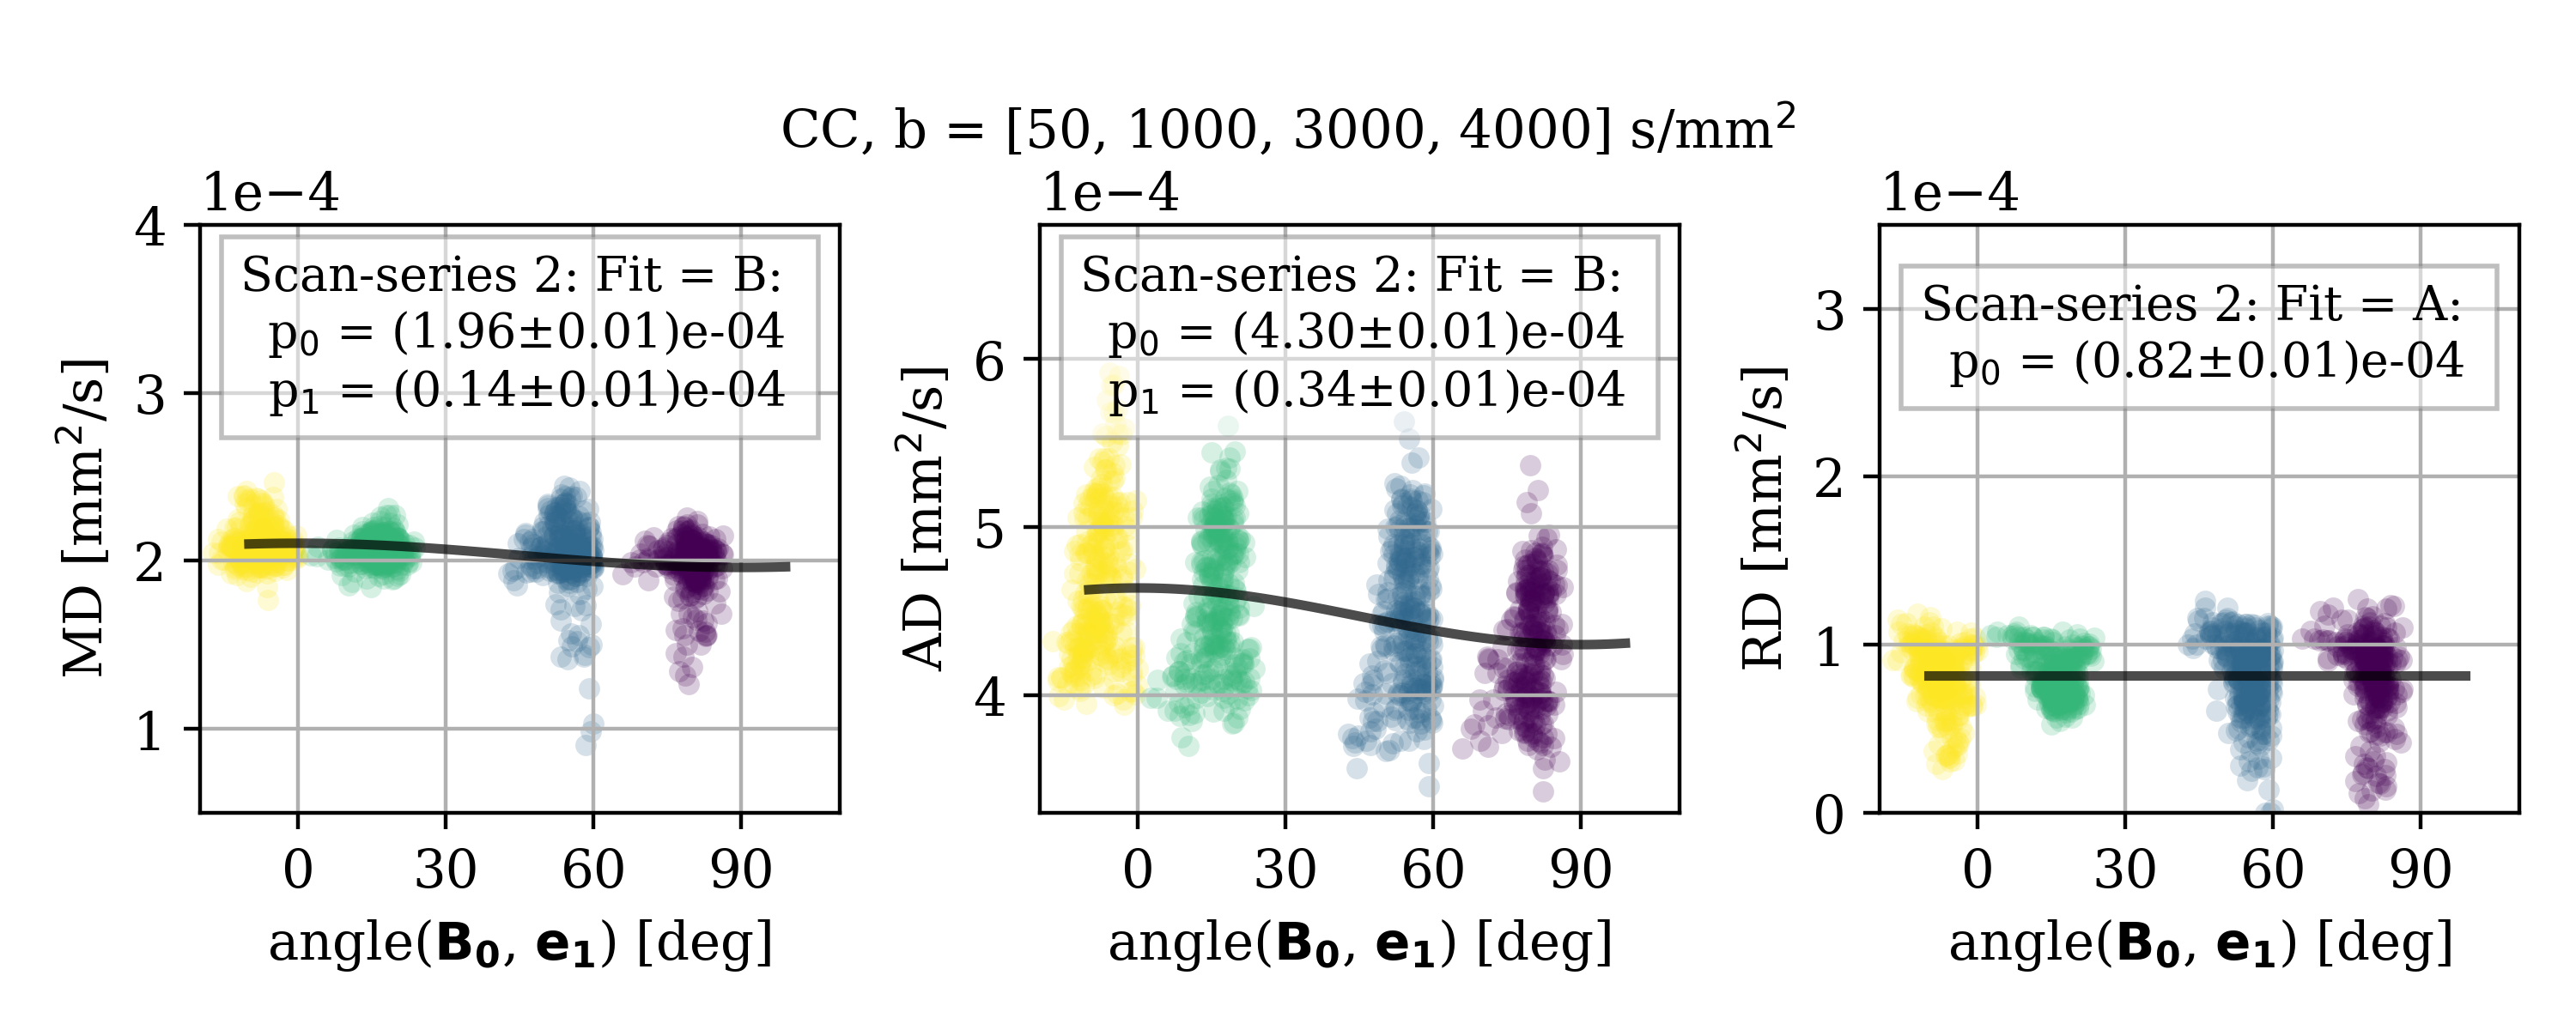 CC, b = [50, 1000, 3000, 4000] s/mm²
1e−4
4
3
2
1
MD [mm²/s]
Scan-series 2: Fit = B:
p₀ = (1.96±0.01)e-04
p₁ = (0.14±0.01)e-04
0 30 60 90
angle(B₀, e₁) [deg]
1e−4
6
5
4
AD [mm²/s]
Scan-series 2: Fit = B:
p₀ = (4.30±0.01)e-04
p₁ = (0.34±0.01)e-04
0 30 60 90
angle(B₀, e₁) [deg]
1e−4
3
2
1
0
RD [mm²/s]
Scan-series 2: Fit = A:
p₀ = (0.82±0.01)e-04
0 30 60 90
angle(B₀, e₁) [deg]